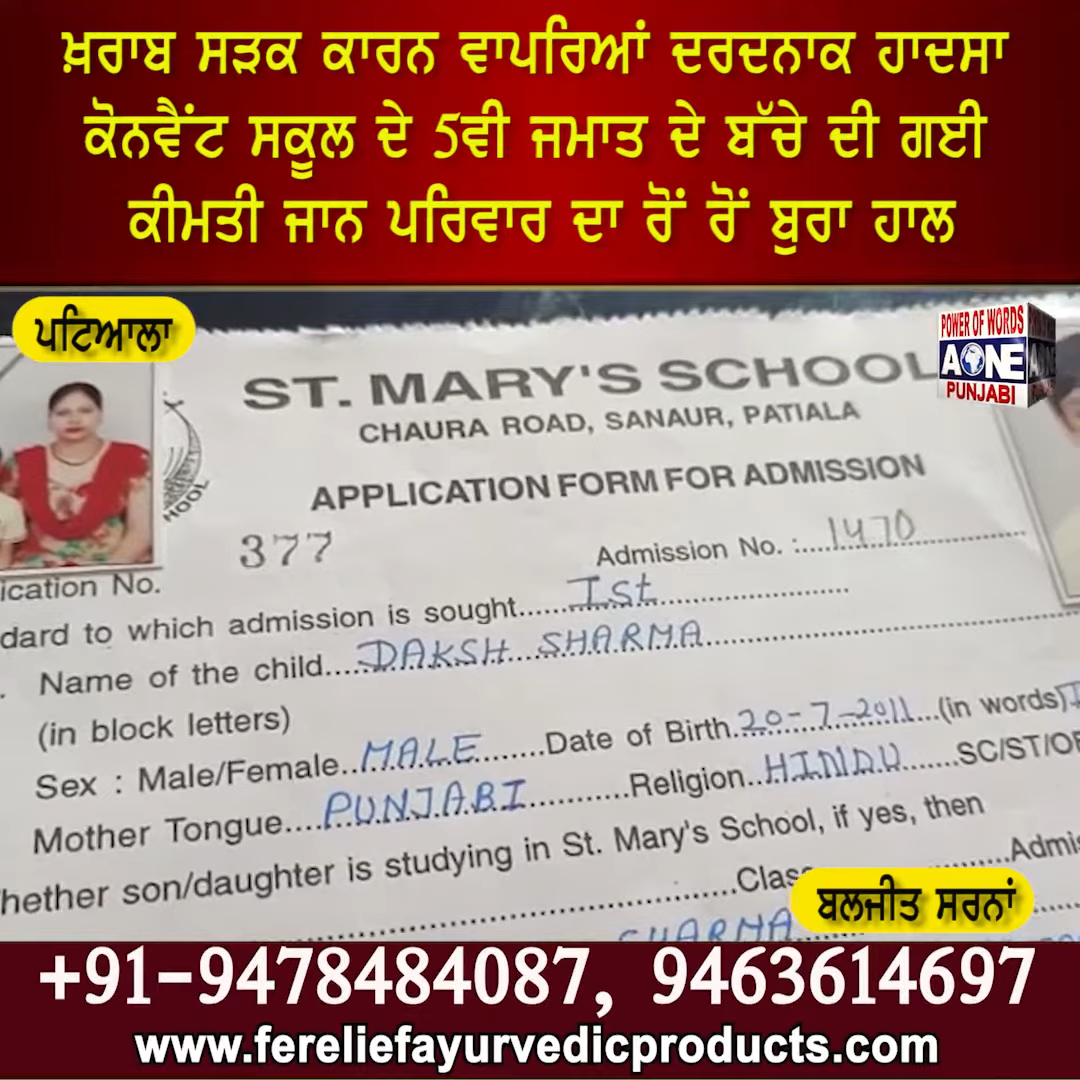 ਖ਼ਰਾਬ ਸੜਕ ਕਾਰਨ ਵਾਪਰਿਆਂ ਦਰਦਨਾਕ ਹਾਦਸਾ
ਕੋਨਵੈਂਟ ਸਕੂਲ ਦੇ 5ਵੀ ਜਮਾਤ ਦੇ ਬੱਚੇ ਦੀ ਗਈ
ਕੀਮਤੀ ਜਾਨ ਪਰਿਵਾਰ ਦਾ ਰੋਂ ਰੋਂ ਬੁਰਾ ਹਾਲ
ਪਟਿਆਲਾ
POWER OF WORDS
AONE
PUNJABI
ST. MARY'S SCHOOL
CHAURA ROAD, SANAUR, PATIALA
HOOL
APPLICATION FORM FOR ADMISSION
377
Admission No. :......1470
ication No.
dard to which admission is sought......Ist
. Name of the child.....DAKSH SHARMA
(in block letters)
Sex : Male/Female...MALE.......Date of Birth.20-7-2011...(in words)
Mother Tongue....PUNJABI...........Religion..HINDU.......SC/ST/O
hether son/daughter is studying in St. Mary's School, if yes, then
Clas
Admi
SHARMA
ਬਲਜੀਤ ਸਰਨਾਂ
+91-9478484087, 9463614697
www.fereliefayurvedicproducts.com